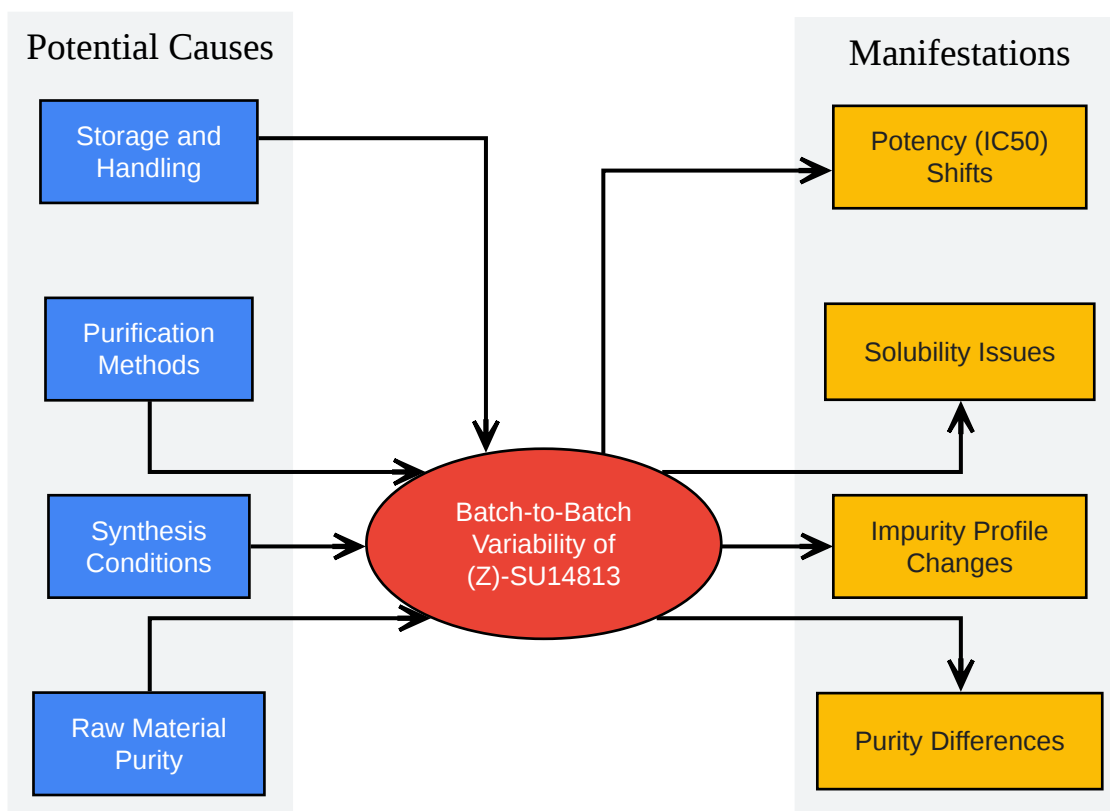 Potential Causes
Storage and
Handling
Purification
Methods
Synthesis
Conditions
Raw Material
Purity
Batch-to-Batch
Variability of
(Z)-SU14813
Manifestations
Potency (IC50)
Shifts
Solubility Issues
Impurity Profile
Changes
Purity Differences